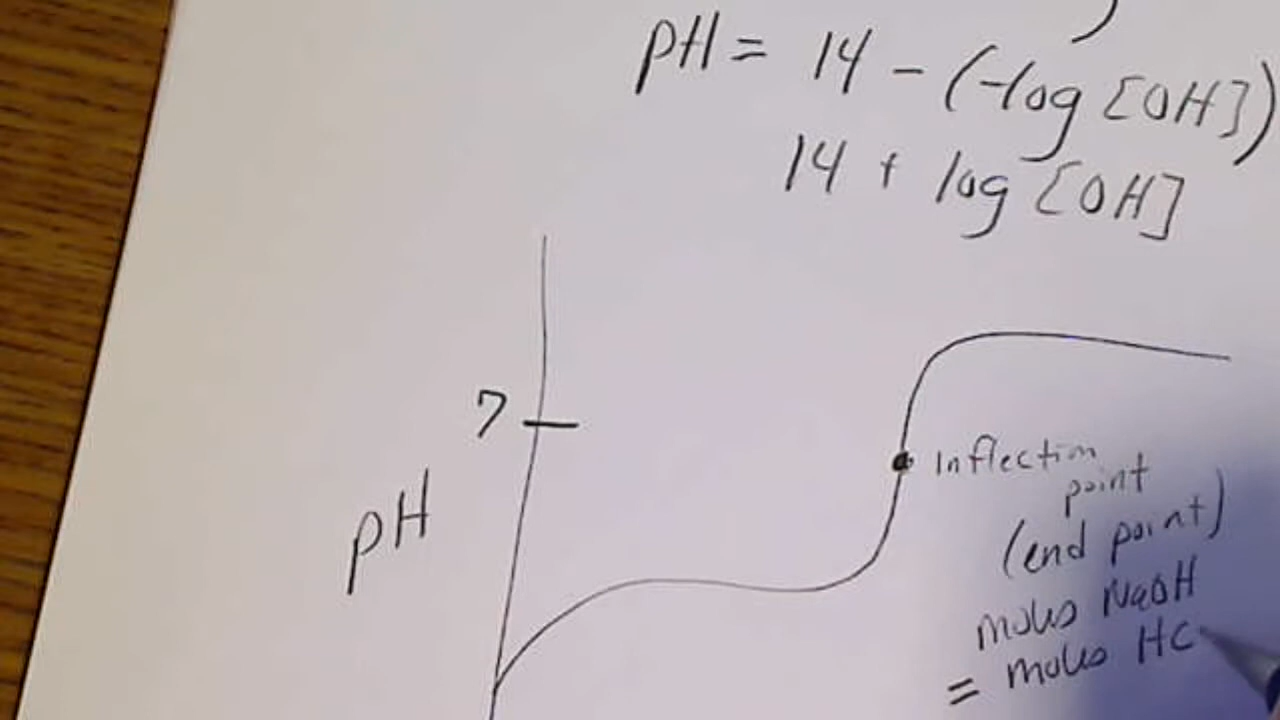 pH = 14 - (-log [OH])
14 + log [OH]
7
pH
Inflection
point
(end point)
moles NaOH
= moles HC